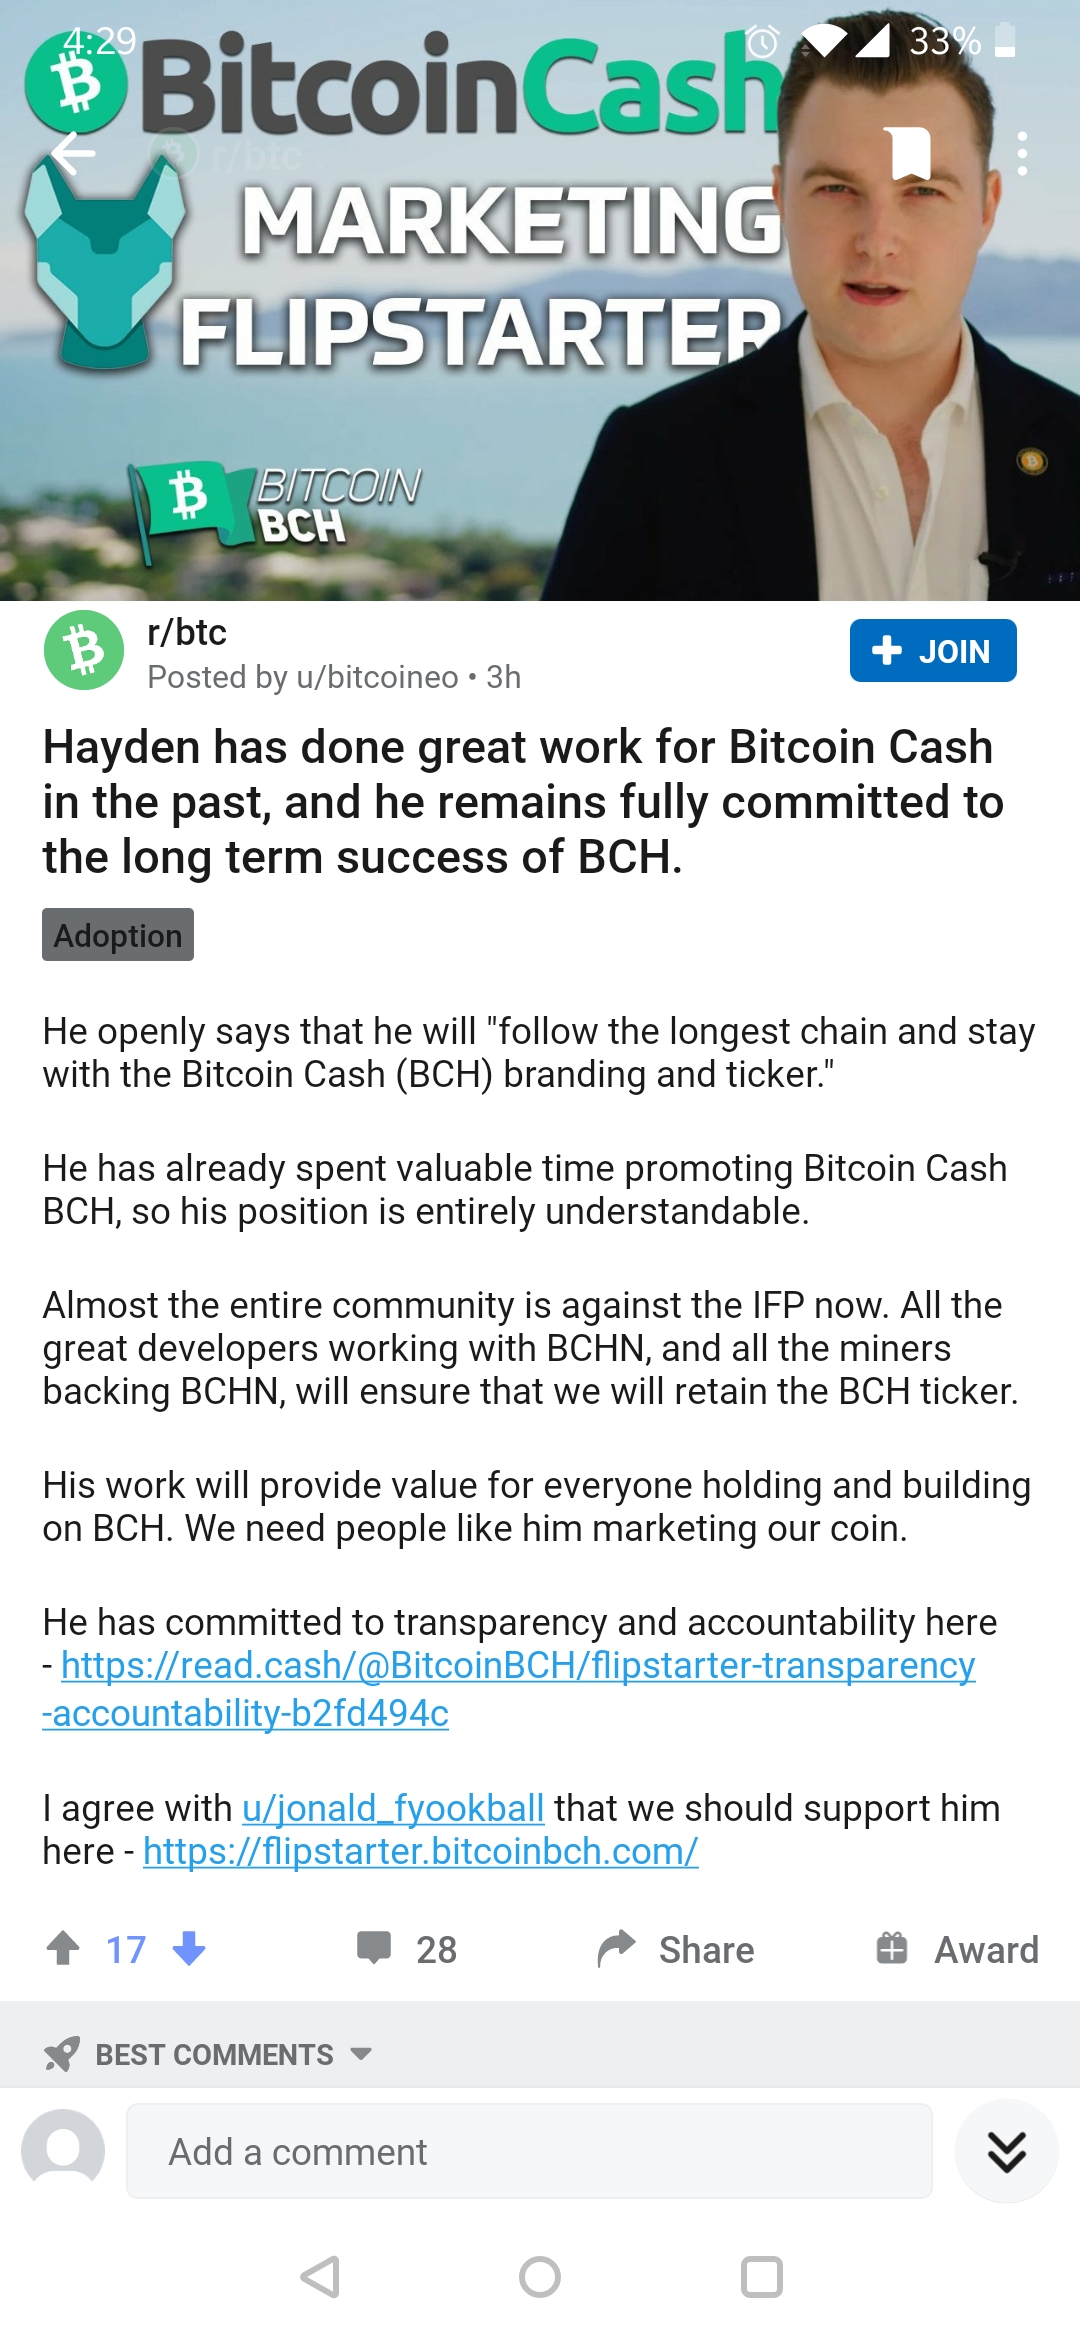 4:29
33%
BitcoinCash
r/btc
MARKETING
FLIPSTARTER
BITCOIN
BCH
r/btc
Posted by u/bitcoineo • 3h
JOIN
Hayden has done great work for Bitcoin Cash
in the past, and he remains fully committed to
the long term success of BCH.
Adoption
He openly says that he will "follow the longest chain and stay
with the Bitcoin Cash (BCH) branding and ticker."
He has already spent valuable time promoting Bitcoin Cash
BCH, so his position is entirely understandable.
Almost the entire community is against the IFP now. All the
great developers working with BCHN, and all the miners
backing BCHN, will ensure that we will retain the BCH ticker.
His work will provide value for everyone holding and building
on BCH. We need people like him marketing our coin.
He has committed to transparency and accountability here
- https://read.cash/@BitcoinBCH/flipstarter-transparency
-accountability-b2fd494c
I agree with u/jonald_fyookball that we should support him
here - https://flipstarter.bitcoinbch.com/
17
28
Share
Award
BEST COMMENTS
Add a comment